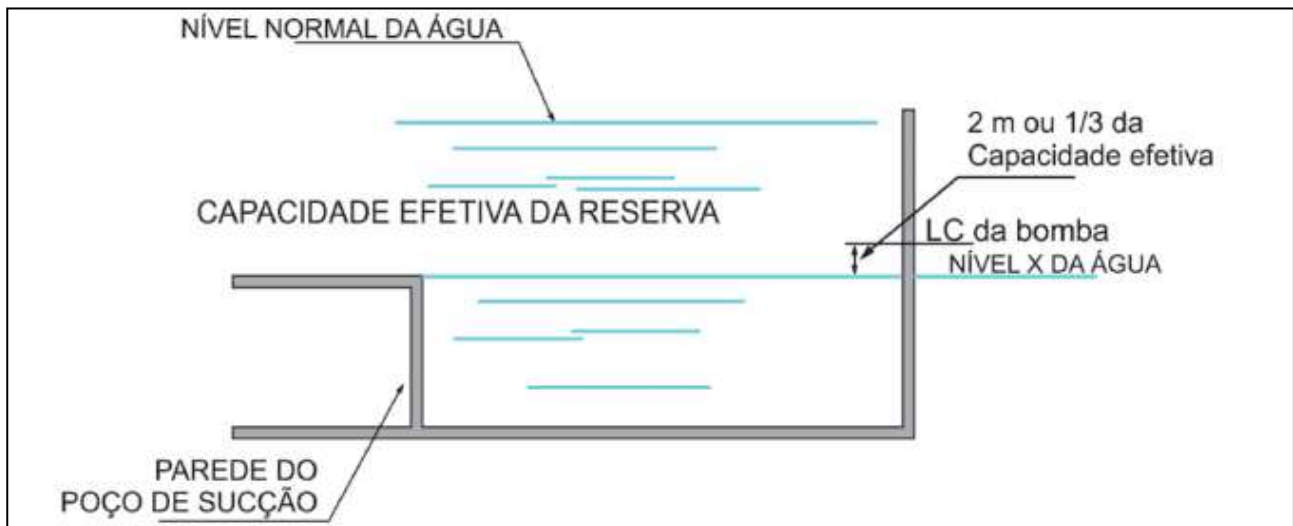 NÍVEL NORMAL DA ÁGUA
2 m ou 1/3 da
Capacidade efetiva
CAPACIDADE EFETIVA DA RESERVA
LC da bomba
NÍVEL X DA ÁGUA
PAREDE DO
POÇO DE SUCÇÃO